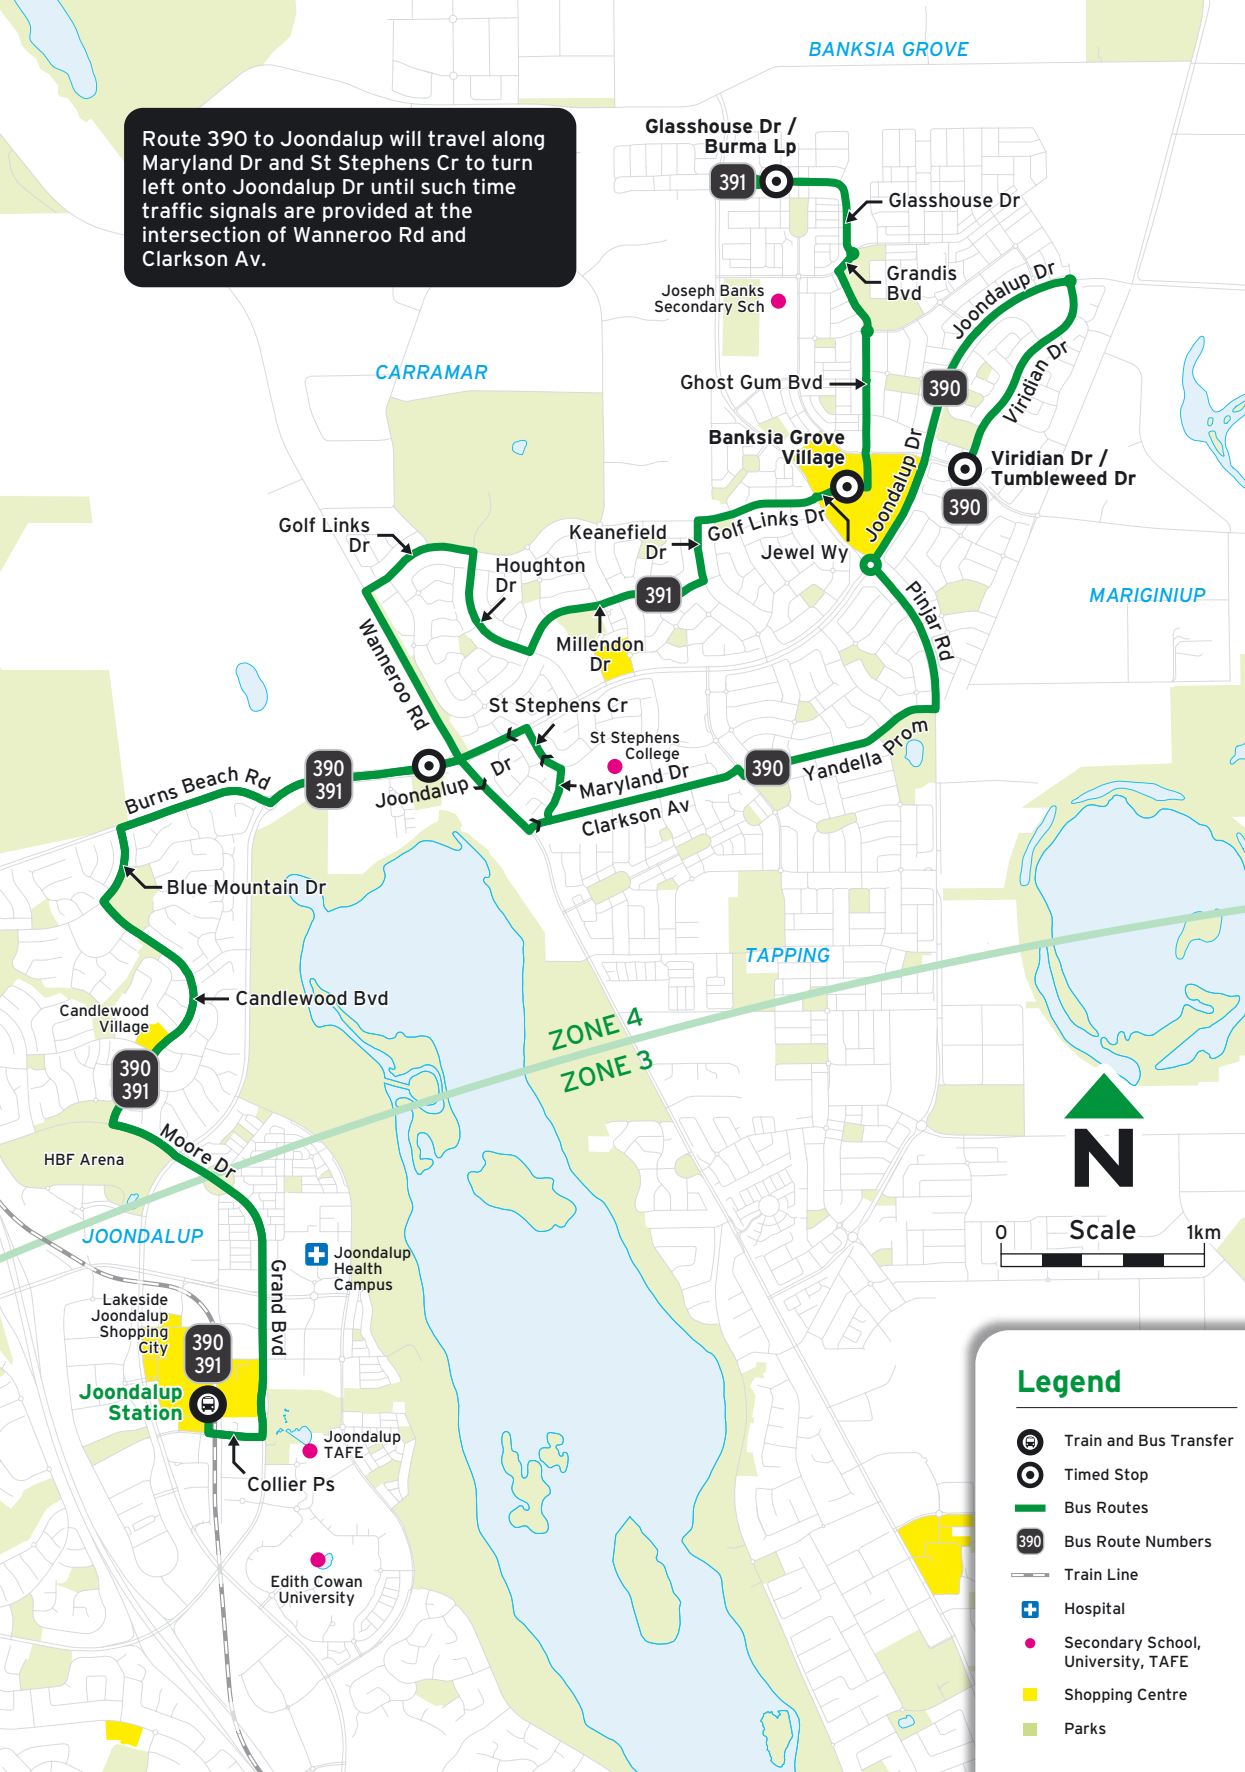 BANKSIA GROVE
Route 390 to Joondalup will travel along
Maryland Dr and St Stephens Cr to turn
left onto Joondalup Dr until such time
traffic signals are provided at the
intersection of Wanneroo Rd and
Clarkson Av.
Glasshouse Dr /
Burma Lp
391
Glasshouse Dr
Grandis
Bvd
Joseph Banks
Secondary Sch
Joondalup Dr
Viridian Dr
CARRAMAR
Ghost Gum Bvd
390
Banksia Grove
Village
Joondalup Dr
Viridian Dr /
Tumbleweed Dr
390
Golf Links
Dr
Keanefield
Dr
Golf Links Dr
Jewel Wy
Houghton
Dr
391
Millendon
Dr
Pinjar Rd
MARIGINIUP
Wanneroo Rd
St Stephens Cr
St Stephens
College
390
391
Burns Beach Rd
Joondalup Dr
Maryland Dr
Clarkson Av
390
Yandella Prom
Blue Mountain Dr
TAPPING
Candlewood Bvd
Candlewood
Village
ZONE 4
ZONE 3
390
391
Moore Dr
HBF Arena
N
JOONDALUP
Joondalup
Health
Campus
0 Scale 1km
Grand Bvd
Lakeside
Joondalup
Shopping
City
390
391
Joondalup
Station
Joondalup
TAFE
Collier Ps
Edith Cowan
University
Legend
Train and Bus Transfer
Timed Stop
Bus Routes
390 Bus Route Numbers
Train Line
Hospital
Secondary School,
University, TAFE
Shopping Centre
Parks